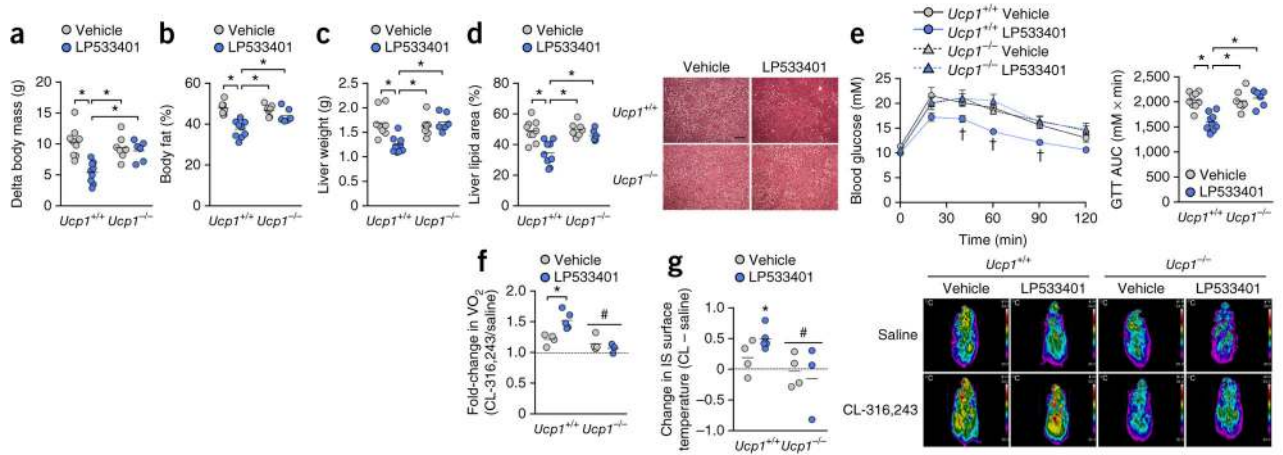 a
Vehicle
LP533401
Delta body mass (g)
20
15
10
5
0
*
*
*
Ucp1+/+ Ucp1−/−
b
Vehicle
LP533401
Body fat (%)
60
40
20
0
*
*
*
Ucp1+/+ Ucp1−/−
c
Vehicle
LP533401
Liver weight (g)
2.5
2.0
1.5
1.0
0.5
0
*
*
*
Ucp1+/+ Ucp1−/−
d
Vehicle
LP533401
Liver lipid area (%)
80
60
40
20
0
*
*
*
Ucp1+/+ Ucp1−/−
Vehicle LP533401
Ucp1+/+
Ucp1−/−
e
Ucp1+/+ Vehicle
Ucp1+/+ LP533401
Ucp1−/− Vehicle
Ucp1−/− LP533401
Blood glucose (mM)
25
20
15
10
5
0
† † †
0 30 60 90 120
Time (min)
GTT AUC (mM × min)
2,500
2,000
1,500
1,000
500
0
*
*
*
Vehicle
LP533401
Ucp1+/+ Ucp1−/−
f
Vehicle
LP533401
Fold-change in VO2
(CL-316,243/saline)
2.0
1.5
1.0
0.5
0
*
#
Ucp1+/+ Ucp1−/−
g
Vehicle
LP533401
Change in IS surface
temperature (CL – saline)
1.0
0.5
0
−0.5
−1.0
*
#
Ucp1+/+ Ucp1−/−
Ucp1+/+ Ucp1−/−
Vehicle LP533401 Vehicle LP533401
Saline
CL-316,243
°C °C °C °C
°C °C °C °C